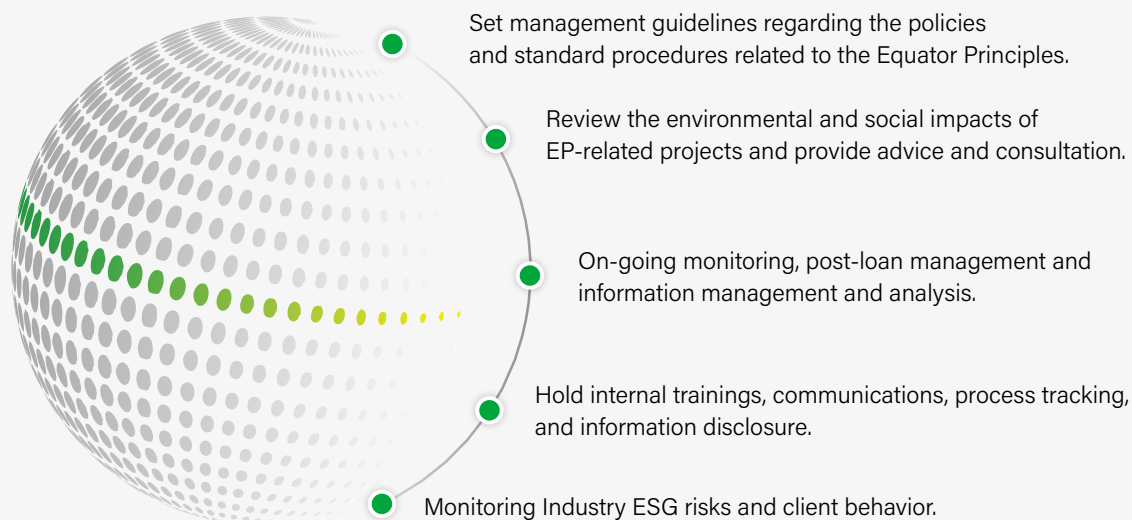 Set management guidelines regarding the policies
and standard procedures related to the Equator Principles.
Review the environmental and social impacts of
EP-related projects and provide advice and consultation.
On-going monitoring, post-loan management and
information management and analysis.
Hold internal trainings, communications, process tracking,
and information disclosure.
Monitoring Industry ESG risks and client behavior.